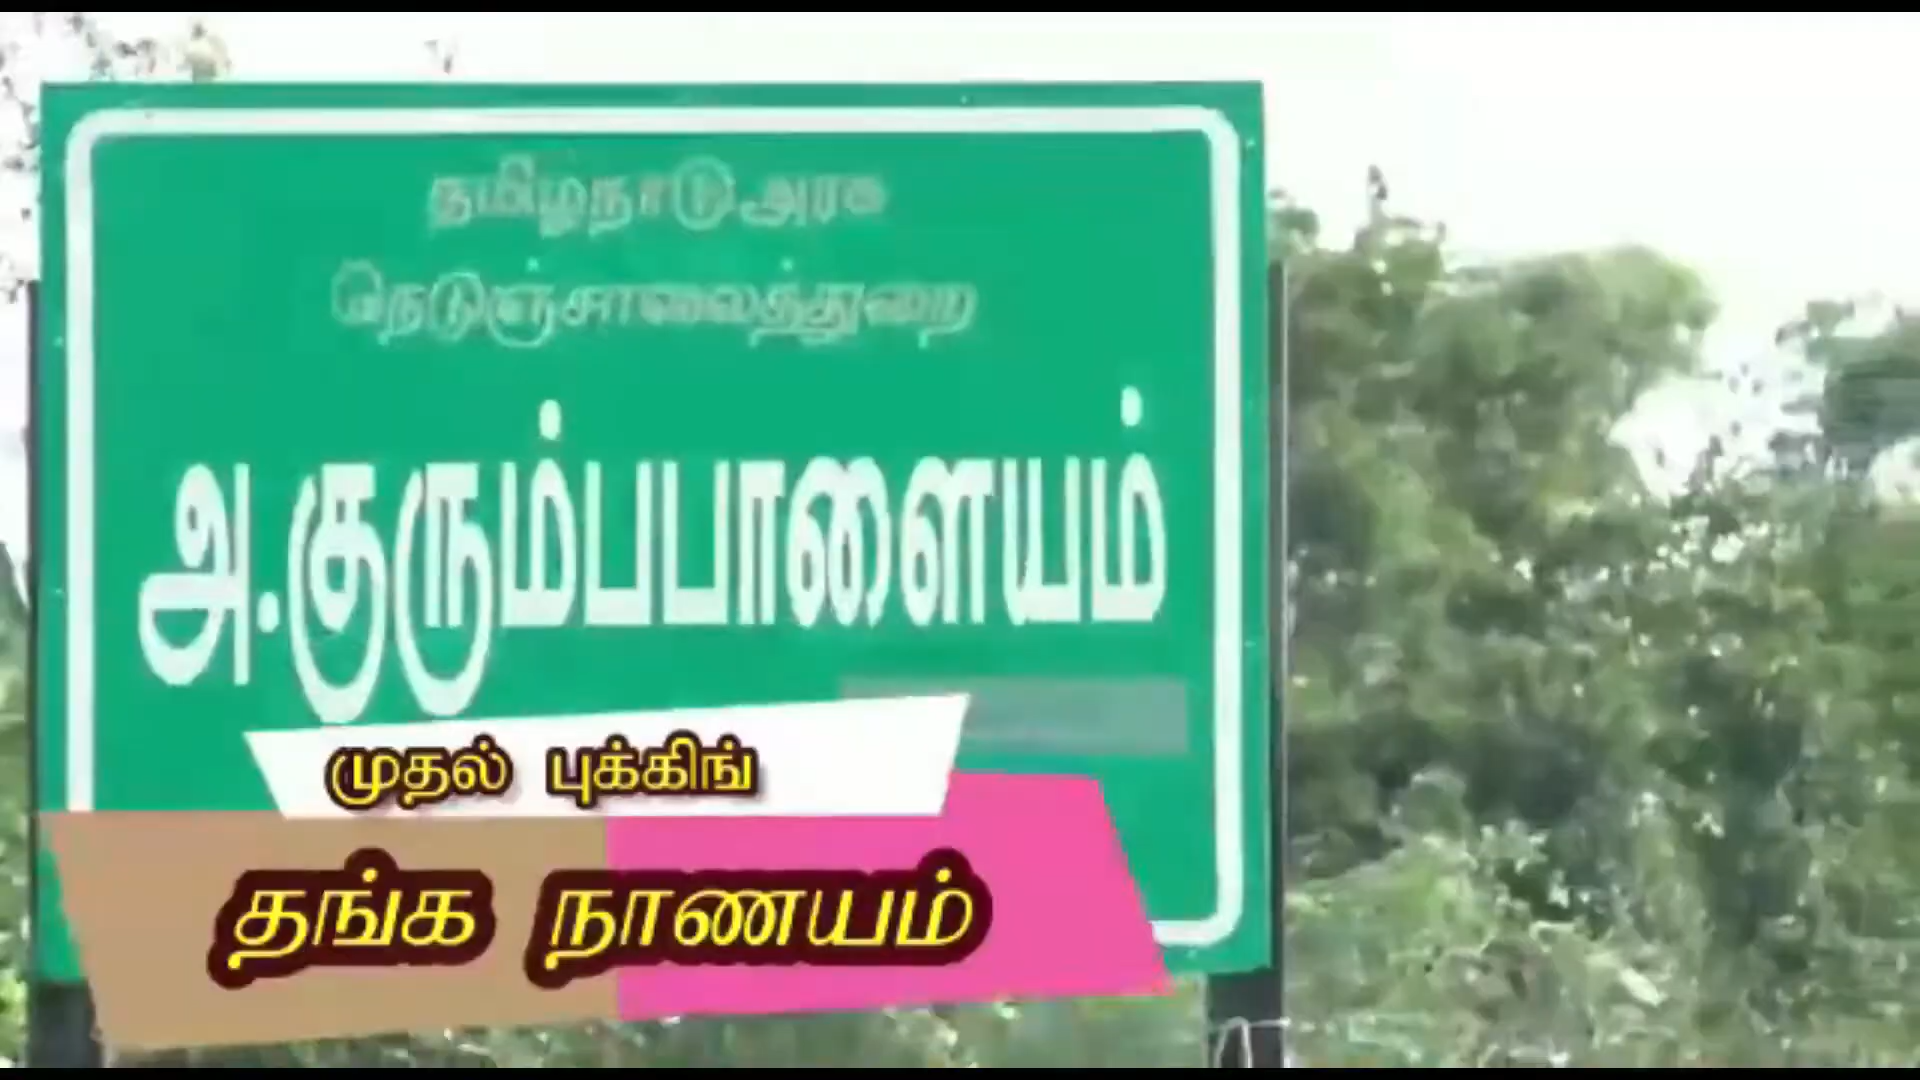 தமிழ்நாடு அரசு
நெடுஞ்சாலைத்துறை
அ.குரும்பபாளையம்
முதல் புக்கிங்
தங்க நாணயம்